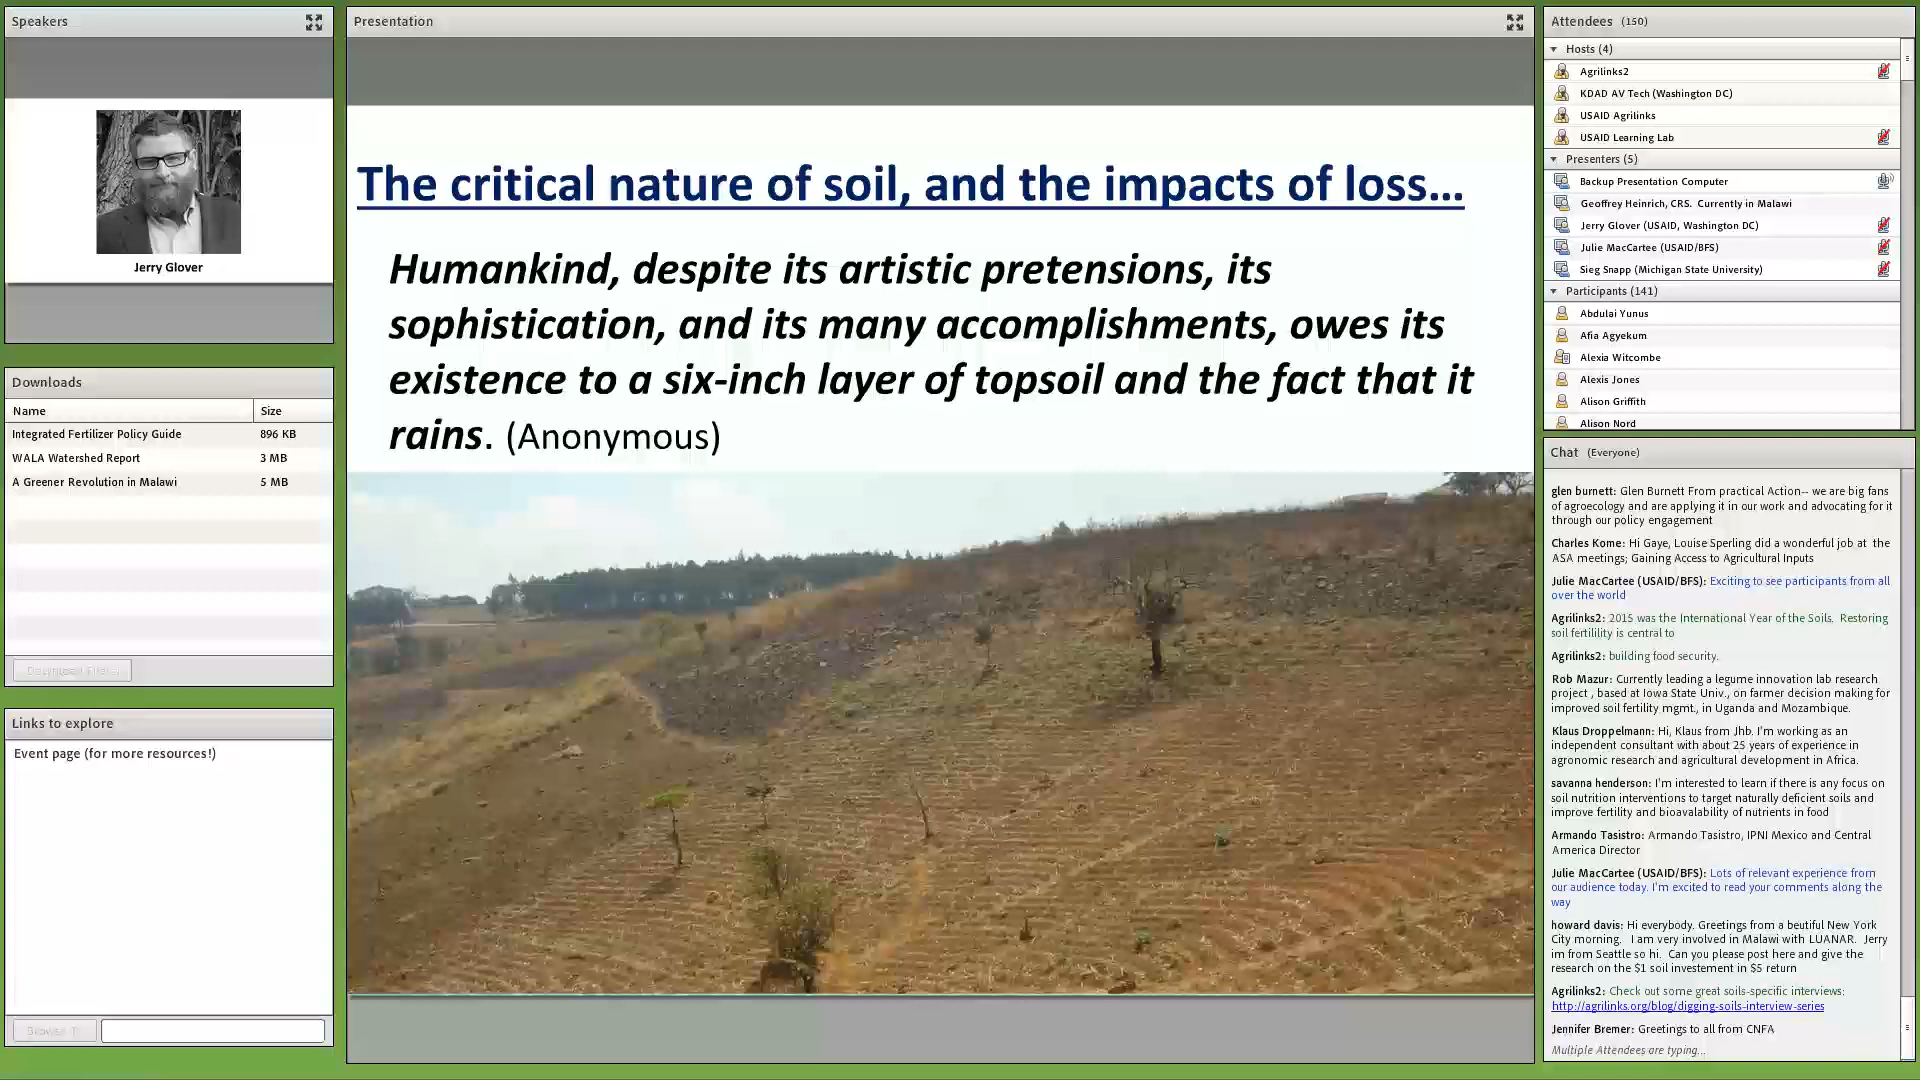 Speakers
Jerry Glover
Downloads
Name Size
Integrated Fertilizer Policy Guide 896 KB
WALA Watershed Report 3 MB
A Greener Revolution in Malawi 5 MB
Links to explore
Event page (for more resources!)
Browse To
Presentation
The critical nature of soil, and the impacts of loss...
Humankind, despite its artistic pretensions, its
sophistication, and its many accomplishments, owes its
existence to a six-inch layer of topsoil and the fact that it
rains. (Anonymous)
Attendees (150)
Hosts (4)
Agrilinks2
KDAD AV Tech (Washington DC)
USAID Agrilinks
USAID Learning Lab
Presenters (5)
Backup Presentation Computer
Geoffrey Heinrich, CRS. Currently in Malawi
Jerry Glover (USAID, Washington DC)
Julie MacCartee (USAID/BFS)
Sieg Snapp (Michigan State University)
Participants (141)
Abdulai Yunus
Afia Agyekum
Alexia Witcombe
Alexis Jones
Alison Griffith
Alison Nord
Chat (Everyone)
glen burnett: Glen Burnett From practical Action-- we are big fans
of agroecology and are applying it in our work and advocating for it
through our policy engagement
Charles Kome: Hi Gaye, Louise Sperling did a wonderful job at the
ASA meetings; Gaining Access to Agricultural Inputs
Julie MacCartee (USAID/BFS): Exciting to see participants from all
over the world
Agrilinks2: 2015 was the International Year of the Soils. Restoring
soil fertilility is central to
Agrilinks2: building food security.
Rob Mazur: Currently leading a legume innovation lab research
project , based at Iowa State Univ., on farmer decision making for
improved soil fertility mgmt., in Uganda and Mozambique.
Klaus Droppelmann: Hi, Klaus from Jhb. I'm working as an
independent consultant with about 25 years of experience in
agronomic research and agricultural development in Africa.
savanna henderson: I'm interested to learn if there is any focus on
soil nutrition interventions to target naturally deficient soils and
improve fertility and bioavalability of nutrients in food
Armando Tasistro: Armando Tasistro, IPNI Mexico and Central
America Director
Julie MacCartee (USAID/BFS): Lots of relevant experience from
our audience today. I'm excited to read your comments along the
way
howard davis: Hi everybody. Greetings from a beutiful New York
City morning. I am very involved in Malawi with LUANAR. Jerry
im from Seattle so hi. Can you please post here and give the
research on the $1 soil investement in $5 return
Agrilinks2: Check out some great soils-specific interviews:
http://agrilinks.org/blog/digging-soils-interview-series
Jennifer Bremer: Greetings to all from CNFA
Multiple Attendees are typing...